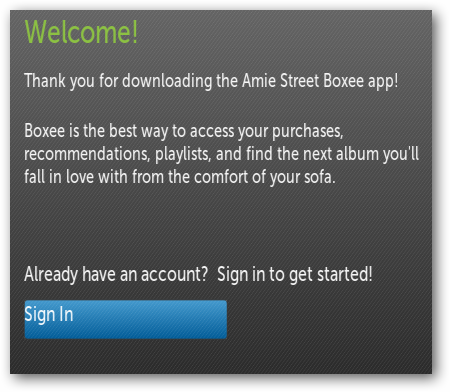 Welcome!
Thank you for downloading the Amie Street Boxee app!
Boxee is the best way to access your purchases,
recommendations, playlists, and find the next album you'll
fall in love with from the comfort of your sofa.
Already have an account?  Sign in to get started!
Sign In